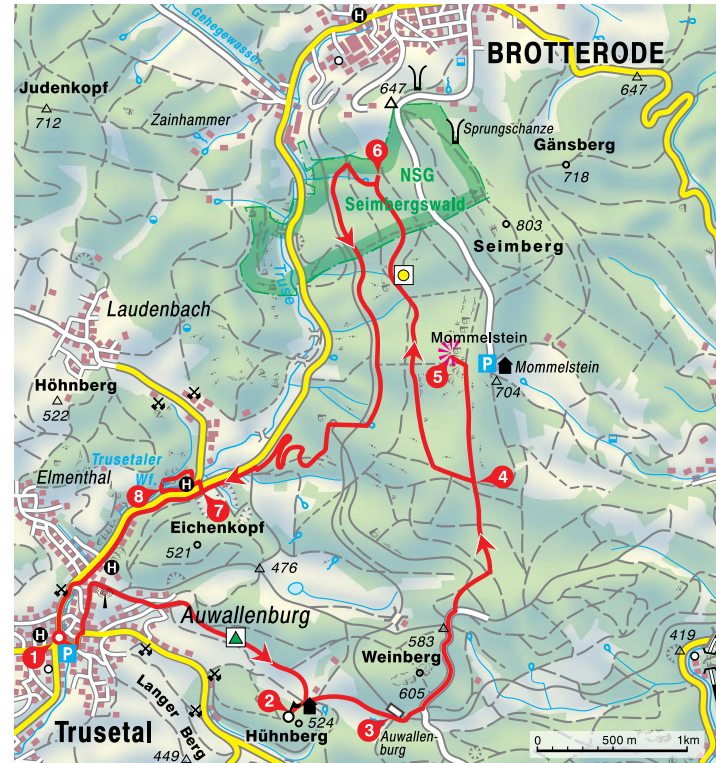 H
Gehegewasser
BROTTERODE
Judenkopf
712
647
647
Zainhammer
Sprungschanze
Gänsberg
718
6
NSG
Seimbergswald
803
Seimberg
Truse
Laudenbach
Mommelstein
5
P
Mommelstein
704
Höhnberg
522
Trusetaler
Wf.
H
4
Elmenthal
8
7
Eichenkopf
521
H
476
Auwallenburg
583
419
H
1
P
Weinberg
605
2
524
Hühnberg
3
Auwallen-
burg
Langer Berg
Trusetal
449
0 500 m 1km